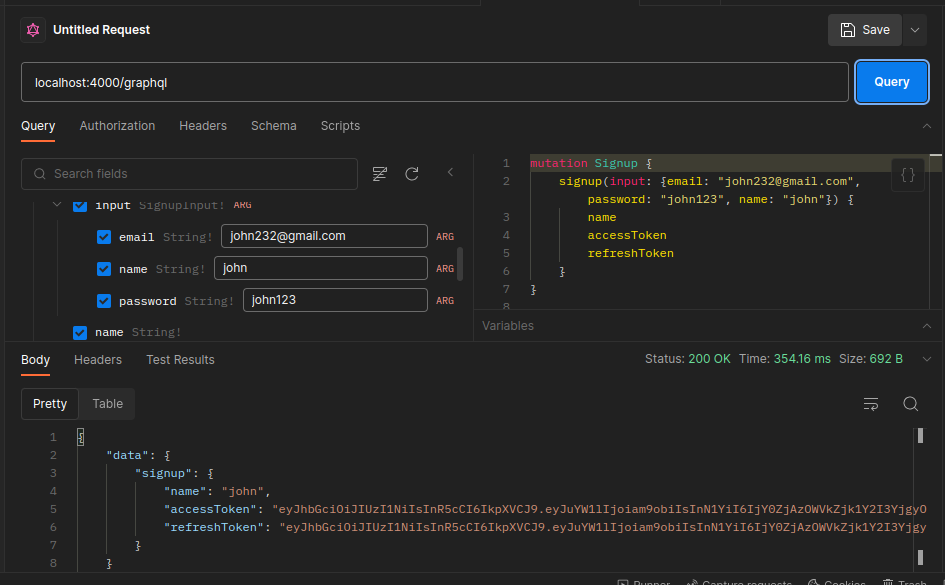 Untitled Request
Save
localhost:4000/graphql
Query
Query Authorization Headers Schema Scripts
Search fields
input SignupInput! ARG
email String! john232@gmail.com ARG
name String! john ARG
password String! john123 ARG
name String!
1 mutation Signup {
2 signup(input: {email: "john232@gmail.com",
password: "john123", name: "john"}) {
3 name
4 accessToken
5 refreshToken
6 }
7 }
8
{}
Variables
Body Headers Test Results
Status: 200 OK Time: 354.16 ms Size: 692 B
Pretty Table
1 {
2 "data": {
3 "signup": {
4 "name": "john",
5 "accessToken": "eyJhbGciOiJIUzI1NiIsInR5cCI6IkpXVCJ9.eyJuYW1lIjoiam9obiIsInN1YiI6IjY0ZjAzOWVkZjk1Y2I3YjgyO
6 "refreshToken": "eyJhbGciOiJIUzI1NiIsInR5cCI6IkpXVCJ9.eyJuYW1lIjoiam9obiIsInN1YiI6IjY0ZjAzOWVkZjk1Y2I3Yjgy
7 }
8 }
Runner Capture requests Cookies Trash